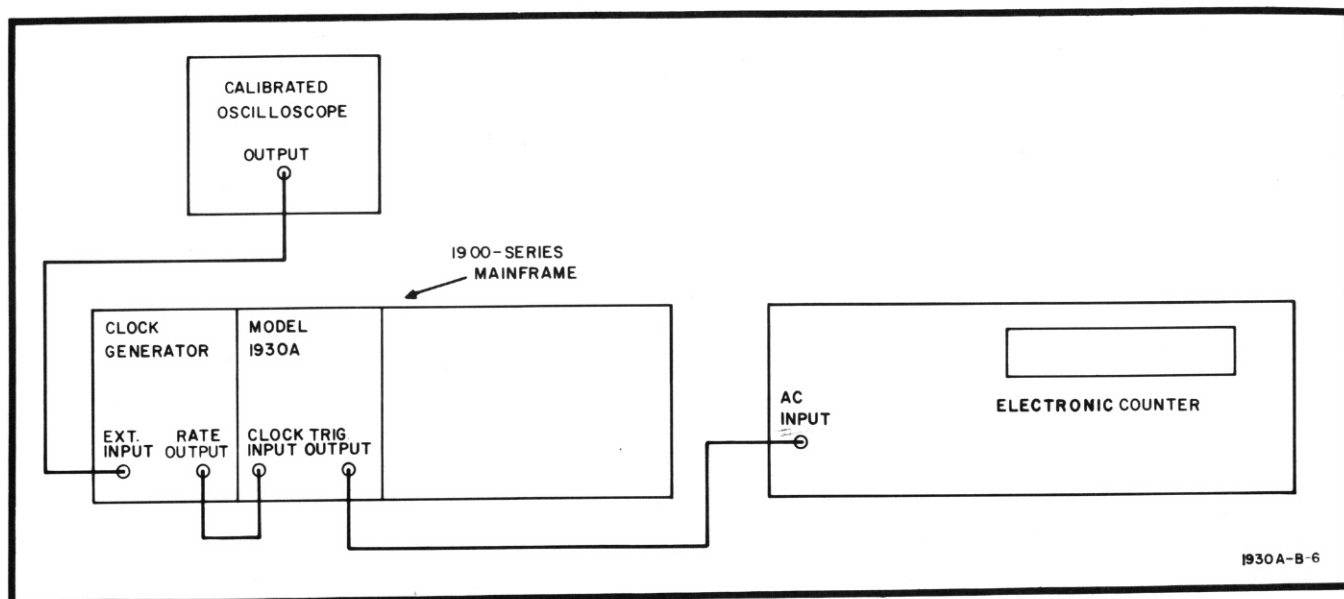 CALIBRATED
OSCILLOSCOPE
OUTPUT
1900-SERIES
MAINFRAME
CLOCK
GENERATOR
MODEL
1930A
EXT.
INPUT
RATE
OUTPUT
CLOCK TRIG
INPUT OUTPUT
AC
INPUT
ELECTRONIC COUNTER
1930A-B-6